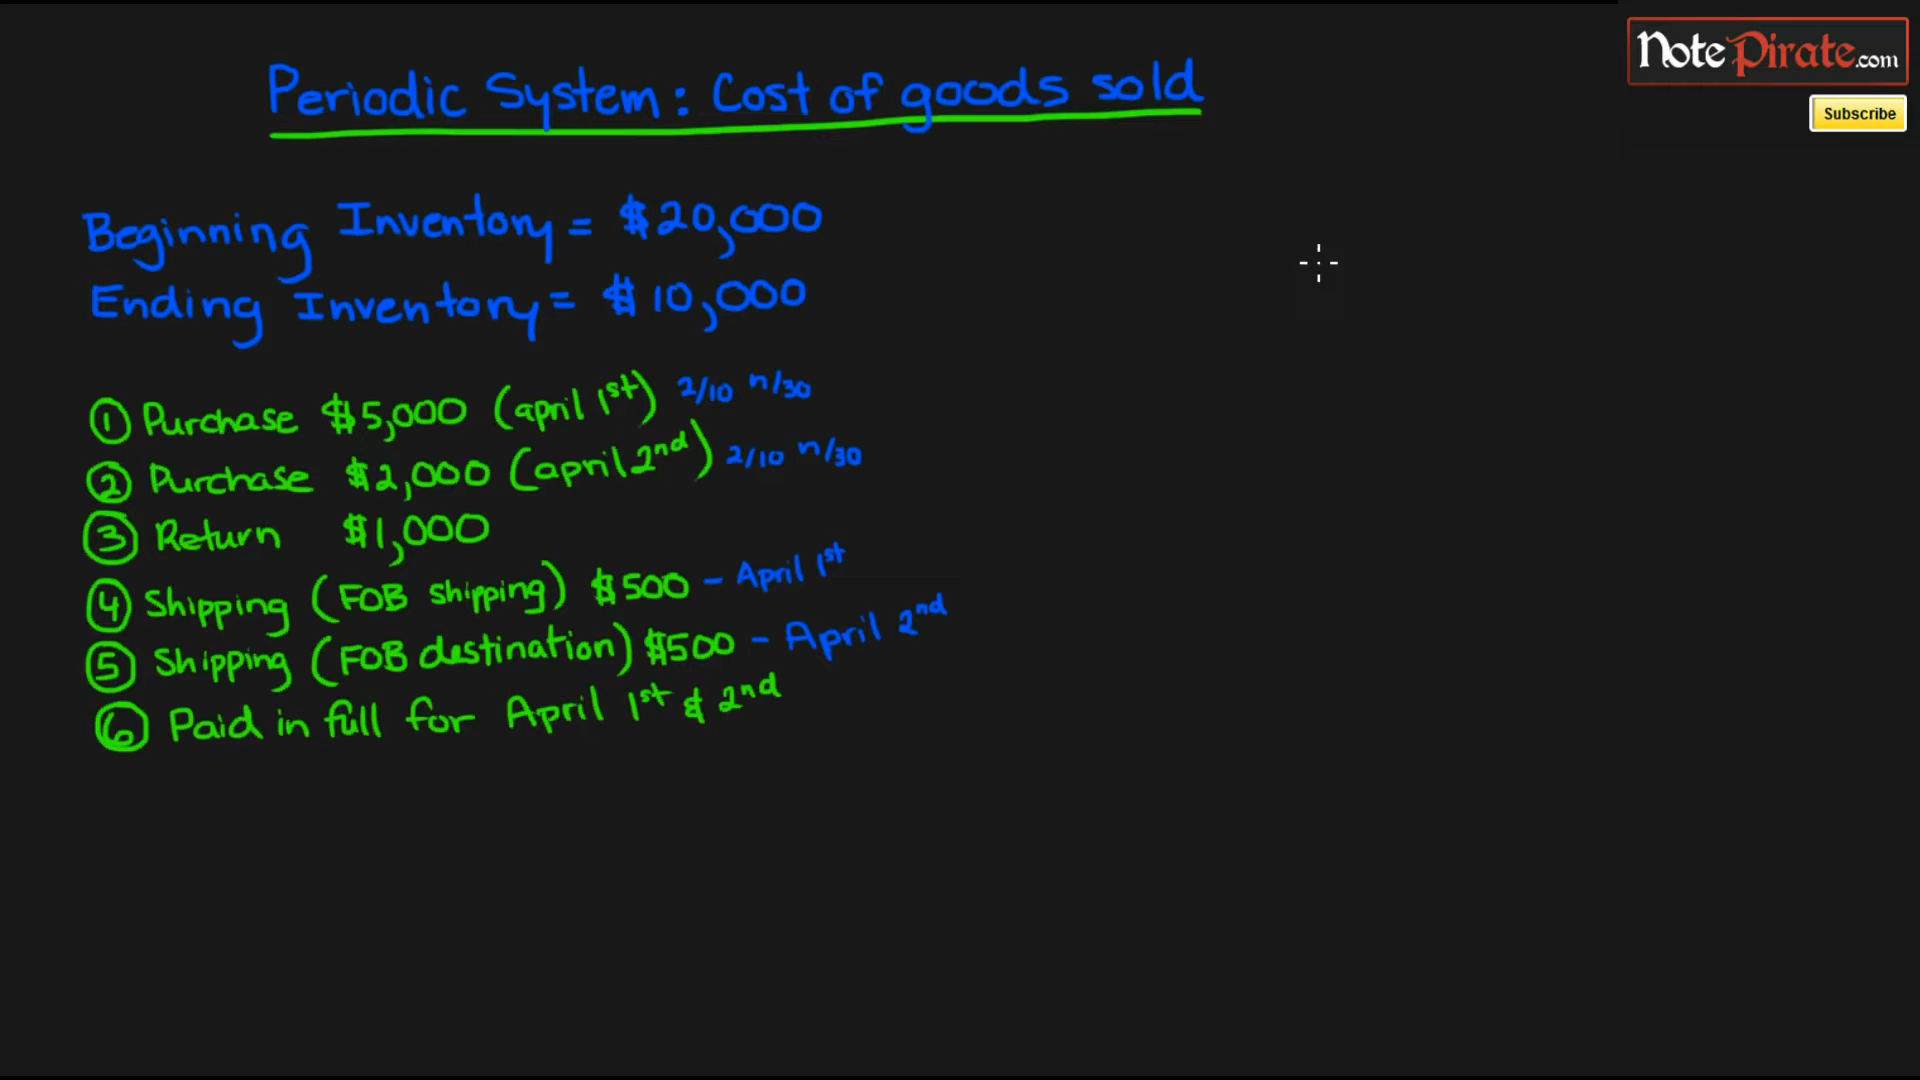 NotePirate.com
Subscribe
Periodic System: Cost of goods sold
Beginning Inventory = $20,000
Ending Inventory = $10,000
① Purchase $5,000 (april 1st) 2/10 n/30
② Purchase $2,000 (april 2nd) 2/10 n/30
③ Return $1,000
④ Shipping (FOB shipping) $500 - April 1st
⑤ Shipping (FOB destination) $500 - April 2nd
⑥ Paid in full for April 1st & 2nd